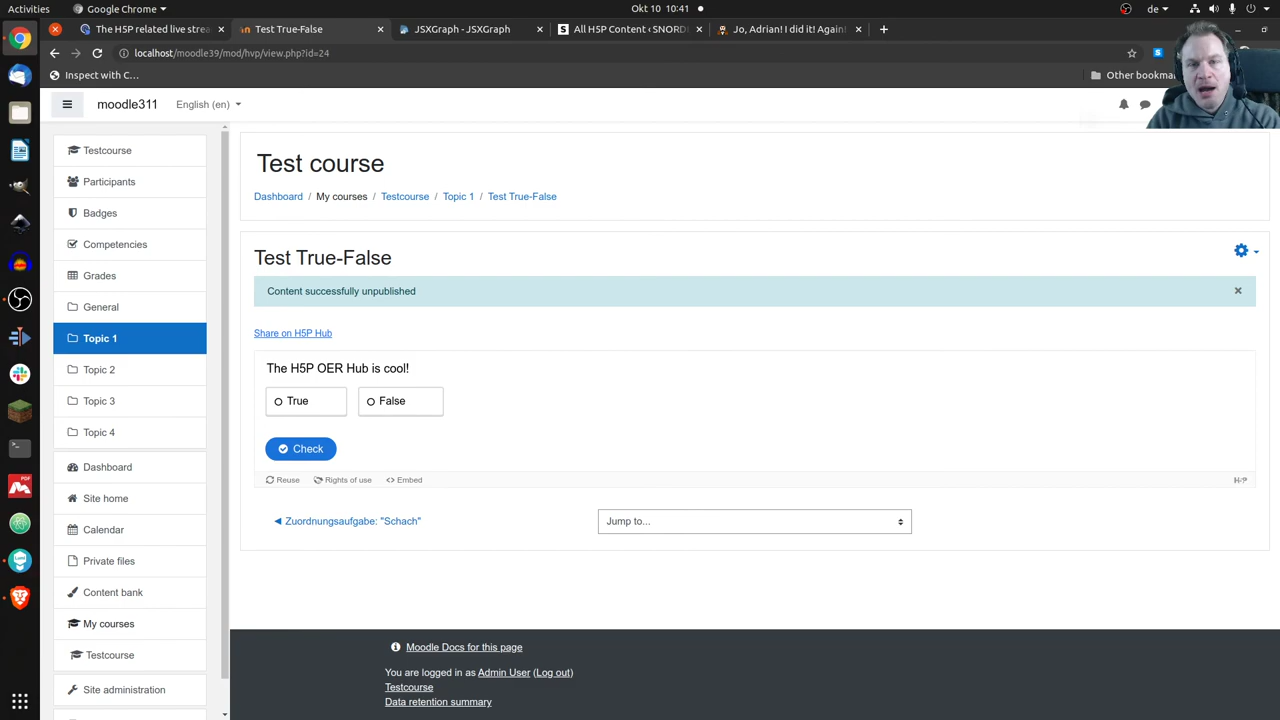 Activities
Google Chrome
Okt 10 10:41
de
The H5P related live strea
Test True-False
JSXGraph - JSXGraph
All H5P Content ‹ SNORD
Jo, Adrian! I did it! Again!
localhost/moodle39/mod/hvp/view.php?id=24
Inspect with C...
Other bookma
moodle311
English (en)
Testcourse
Participants
Badges
Competencies
Grades
General
Topic 1
Topic 2
Topic 3
Topic 4
Dashboard
Site home
Calendar
Private files
Content bank
My courses
Testcourse
Site administration
Test course
Dashboard / My courses / Testcourse / Topic 1 / Test True-False
Test True-False
Content successfully unpublished
Share on H5P Hub
The H5P OER Hub is cool!
True
False
Check
Reuse
Rights of use
Embed
H5P
◀ Zuordnungsaufgabe: "Schach"
Jump to...
Moodle Docs for this page
You are logged in as Admin User (Log out)
Testcourse
Data retention summary